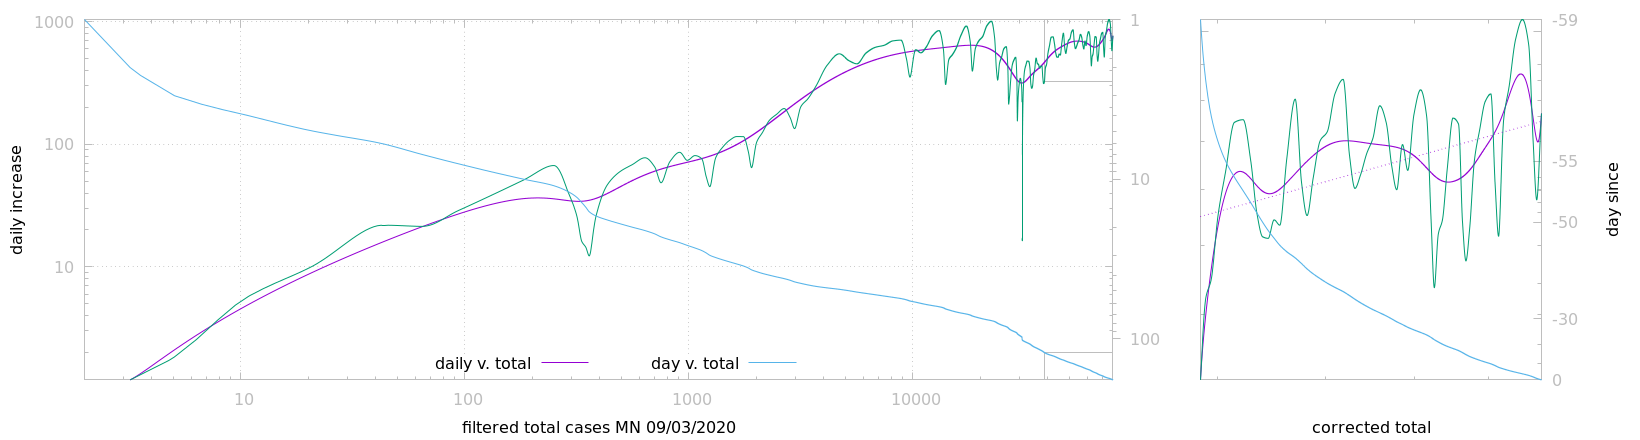 1000
100
10
daily increase
10
100
1000
10000
filtered total cases MN 09/03/2020
daily v. total
day v. total
1
10
100
-59
-55
-50
-30
0
day since
corrected total